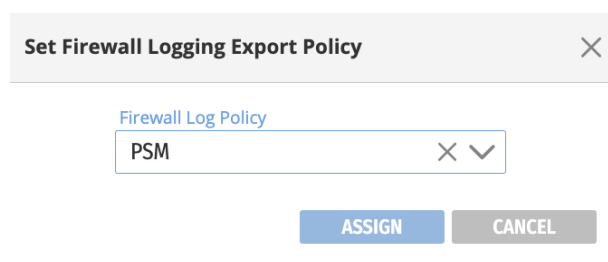 Set Firewall Logging Export Policy
Firewall Log Policy
PSM
ASSIGN CANCEL